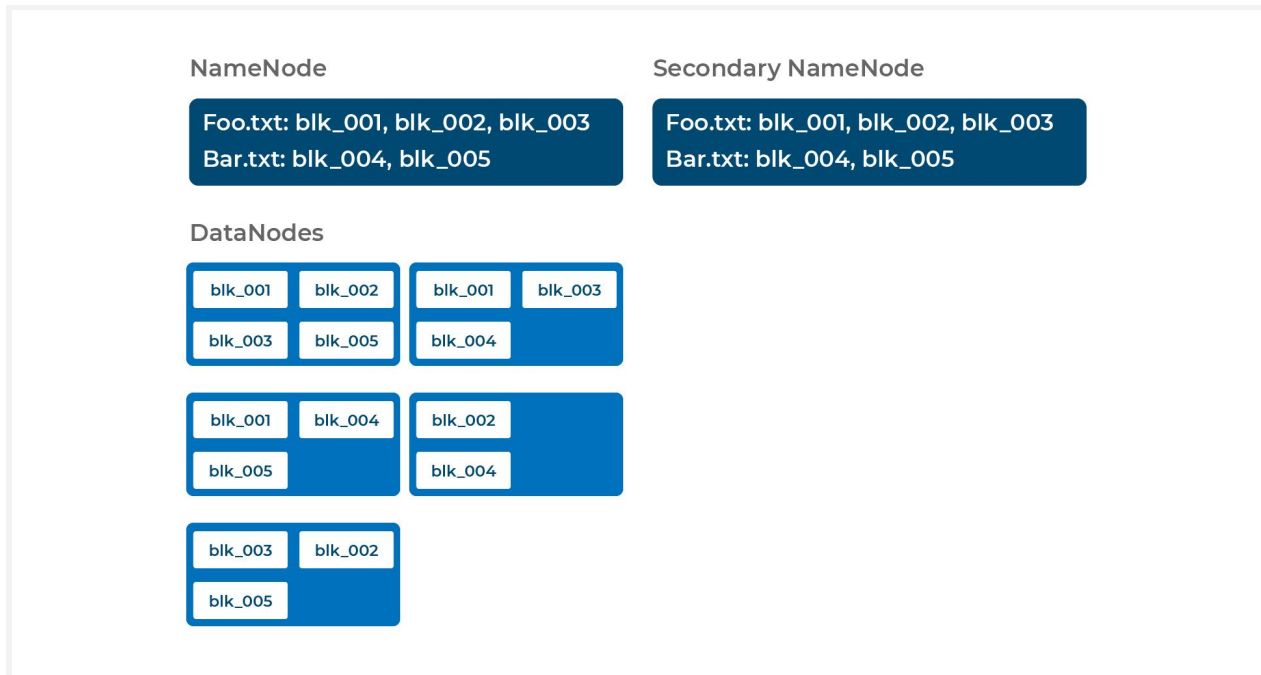 NameNode
Foo.txt: blk_001, blk_002, blk_003
Bar.txt: blk_004, blk_005
Secondary NameNode
Foo.txt: blk_001, blk_002, blk_003
Bar.txt: blk_004, blk_005
DataNodes
blk_001 blk_002
blk_003 blk_005
blk_001 blk_003
blk_004
blk_001 blk_004
blk_005
blk_002
blk_004
blk_003 blk_002
blk_005